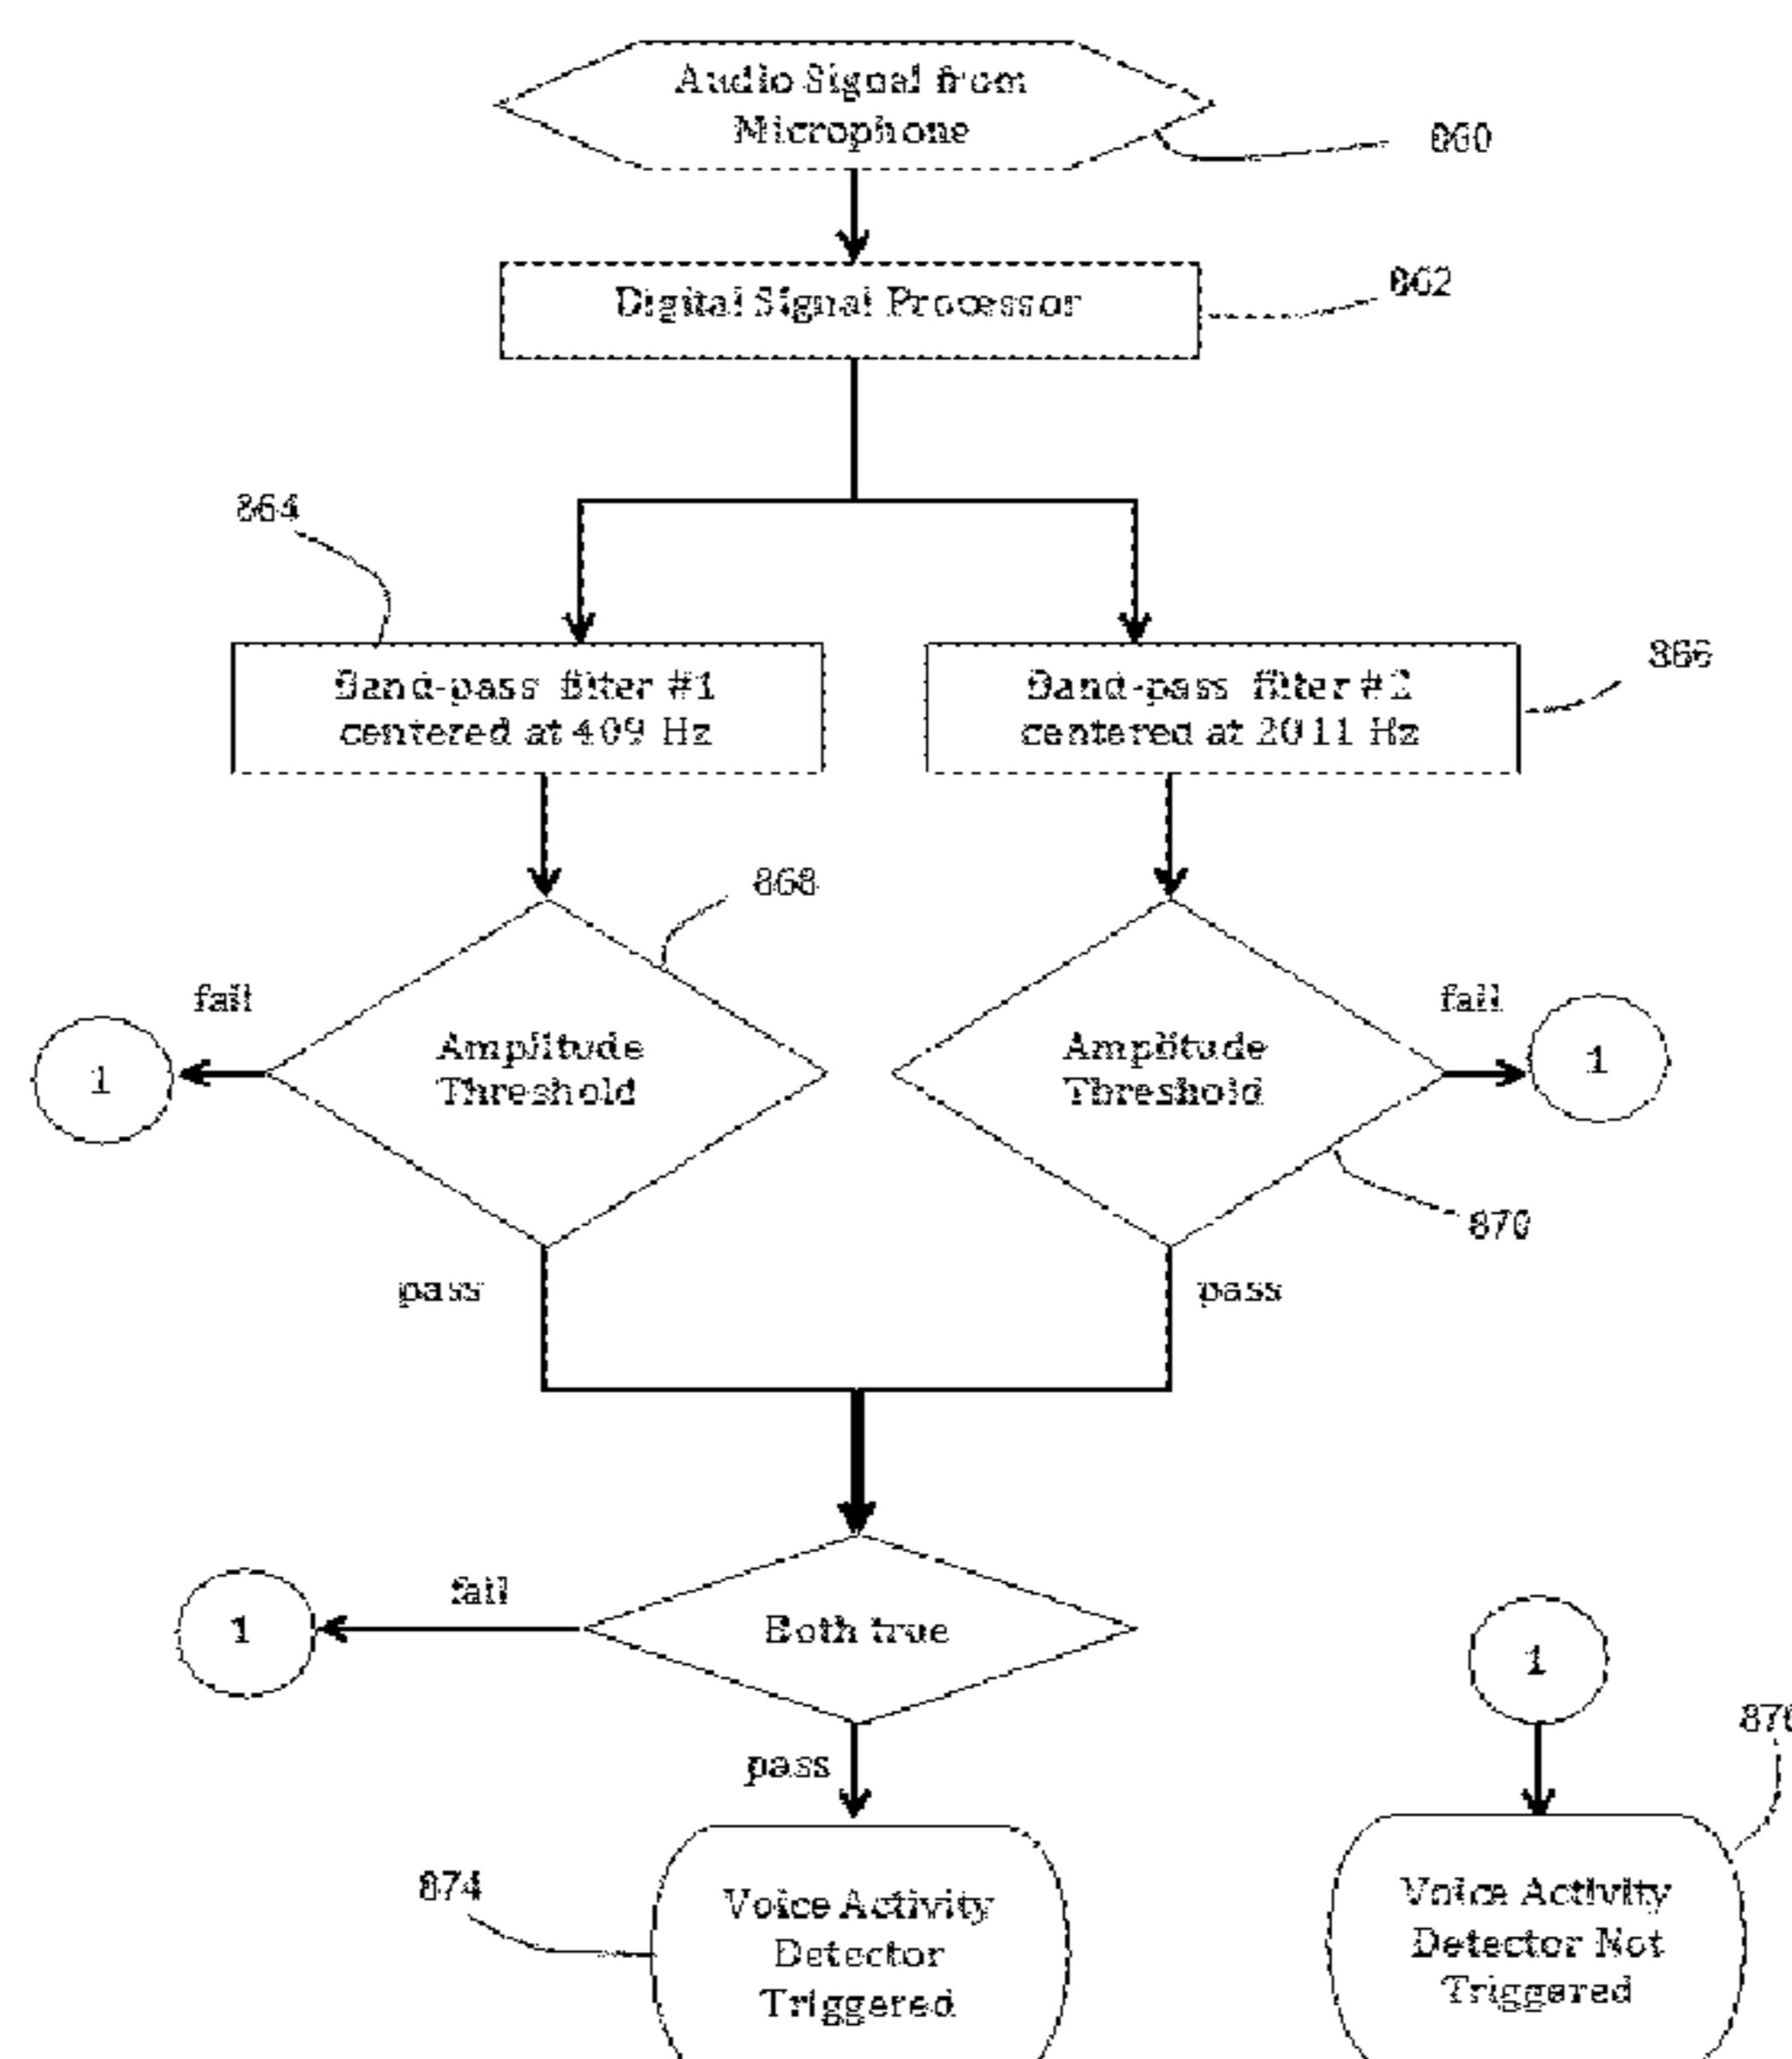 Audio Signal from
Microphone
860
Digital Signal Processor
862
864
Band-pass filter #1
centered at 409 Hz
Band-pass filter #2
centered at 2011 Hz
866
868
fail
1
Amplitude
Threshold
Amplitude
Threshold
fail
1
870
pass
pass
fail
1
Both true
1
pass
876
874
Voice Activity
Detector
Triggered
Voice Activity
Detector Not
Triggered